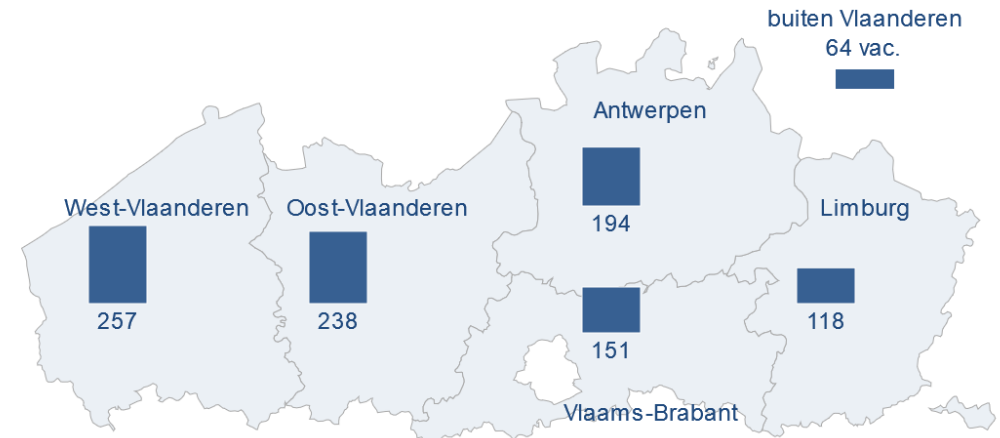 buiten Vlaanderen
64 vac.
Antwerpen
194
West-Vlaanderen
257
Oost-Vlaanderen
238
Limburg
118
151
Vlaams-Brabant